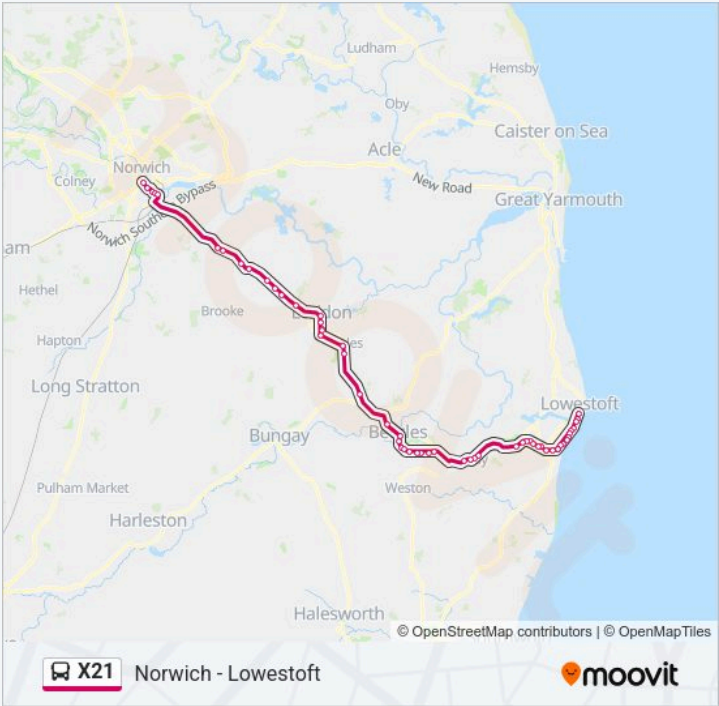 Ludham
Hemsby
Oby
Caister on Sea
Acle
Norwich
Colney
New Road
Norwich Southern Bypass
Great Yarmouth
am
Hethel
Brooke
Hapton
Long Stratton
Lowestoft
Bungay
Pulham Market
Weston
Harleston
Halesworth
© OpenStreetMap contributors | © OpenMapTiles
X21 Norwich - Lowestoft
moovit